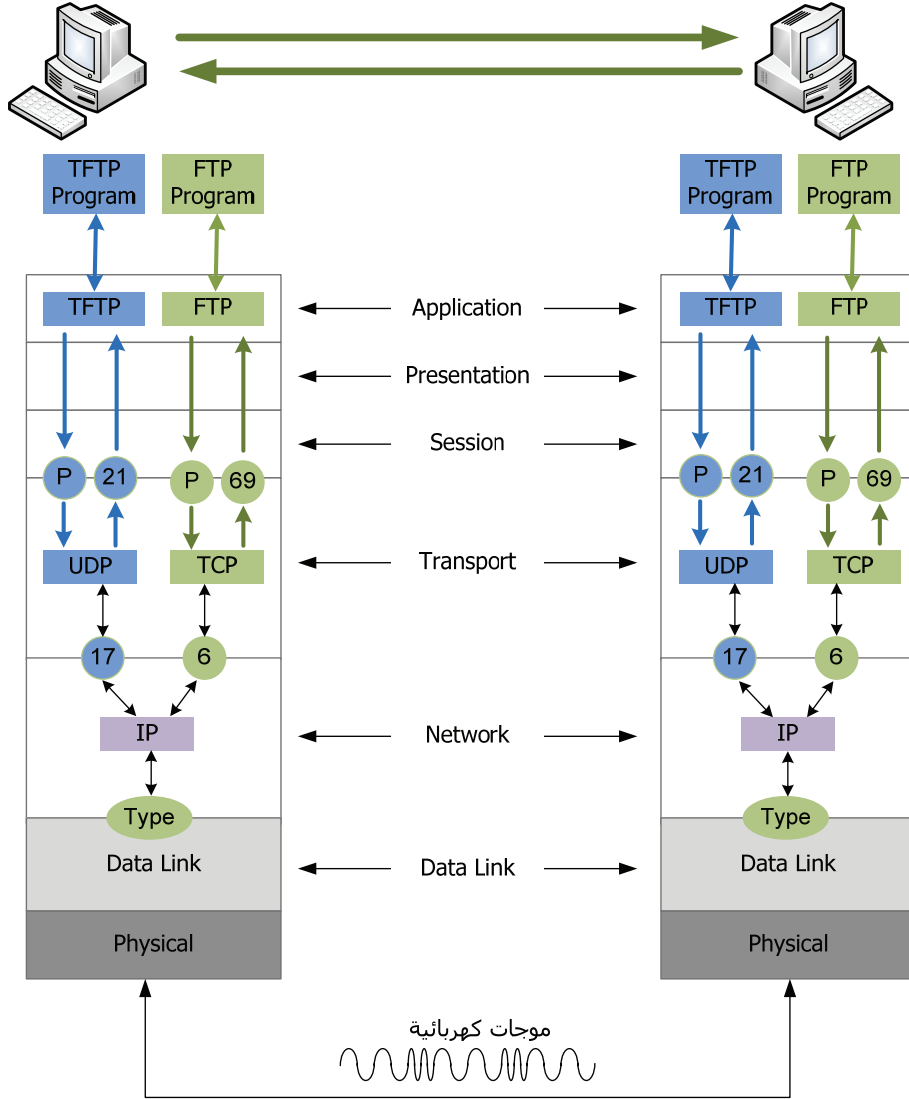 TFTP
Program
FTP
Program
TFTP
Program
FTP
Program
TFTP
FTP
Application
TFTP
FTP
Presentation
Session
P
21
P
69
P
21
P
69
UDP
TCP
Transport
UDP
TCP
17
6
17
6
IP
Network
IP
Type
Type
Data Link
Data Link
Data Link
Physical
Physical
موجات كهربائية